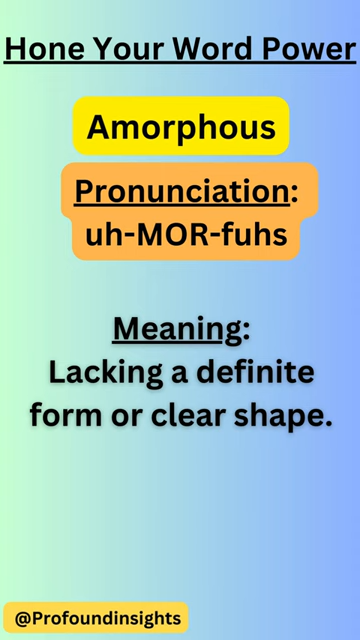 Hone Your Word Power
Amorphous
Pronunciation:
uh-MOR-fuhs
Meaning:
Lacking a definite
form or clear shape.
@Profoundinsights